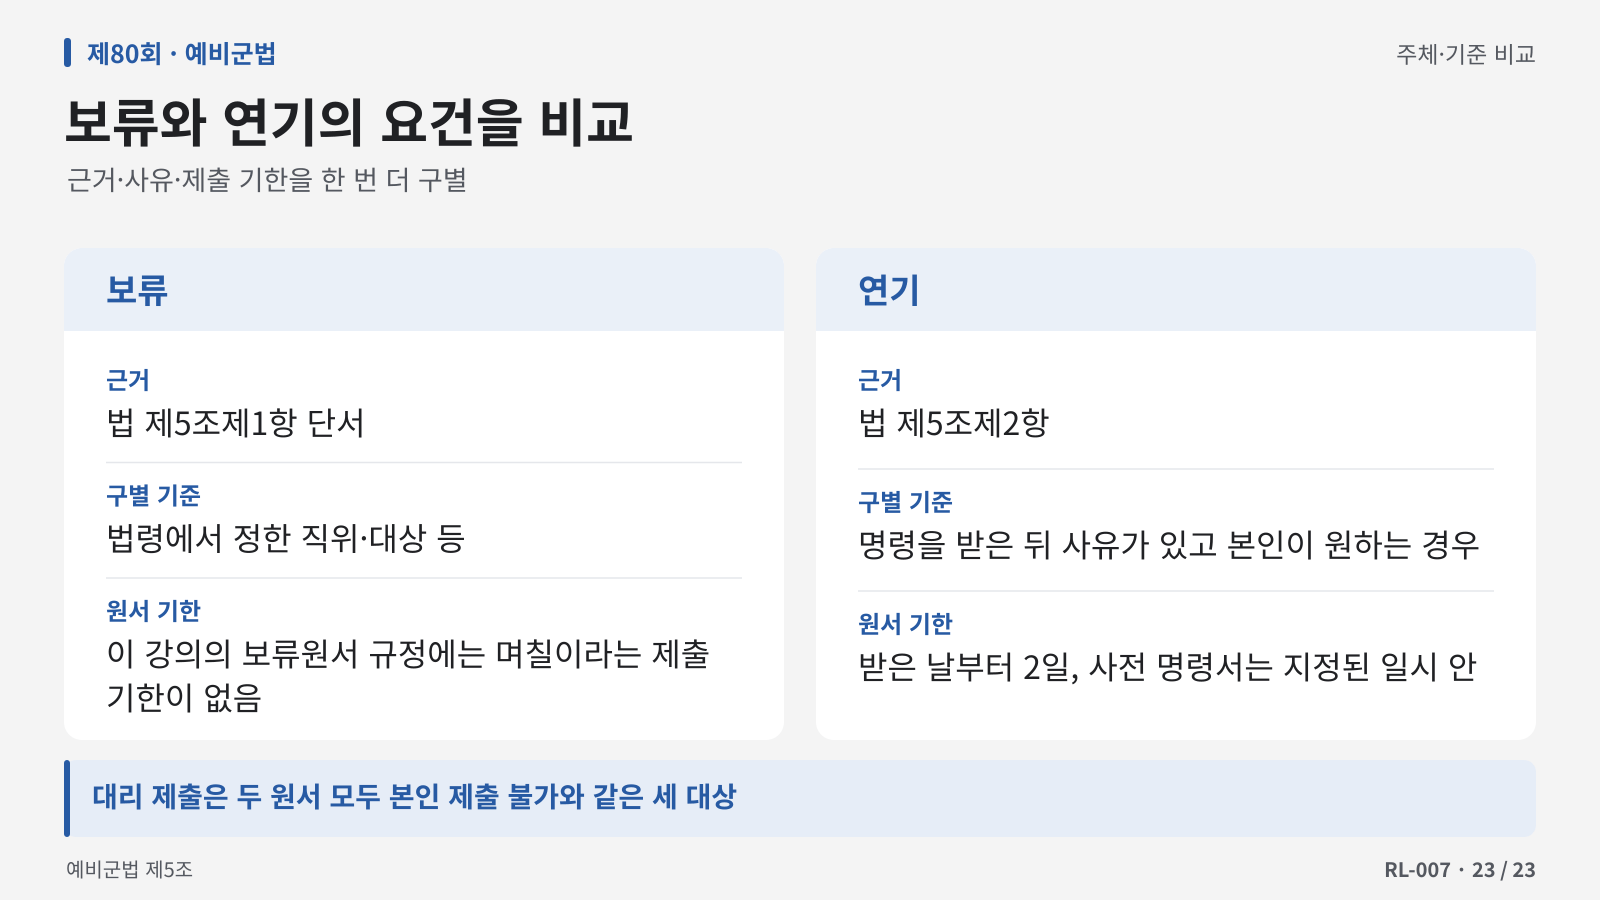 제80회 · 예비군법
주체·기준 비교
보류와 연기의 요건을 비교
근거·사유·제출 기한을 한 번 더 구별
보류
근거
법 제5조제1항 단서
구별 기준
법령에서 정한 직위·대상 등
원서 기한
이 강의의 보류원서 규정에는 며칠이라는 제출
기한이 없음
연기
근거
법 제5조제2항
구별 기준
명령을 받은 뒤 사유가 있고 본인이 원하는 경우
원서 기한
받은 날부터 2일, 사전 명령서는 지정된 일시 안
대리 제출은 두 원서 모두 본인 제출 불가와 같은 세 대상
예비군법 제5조
RL-007 · 23 / 23